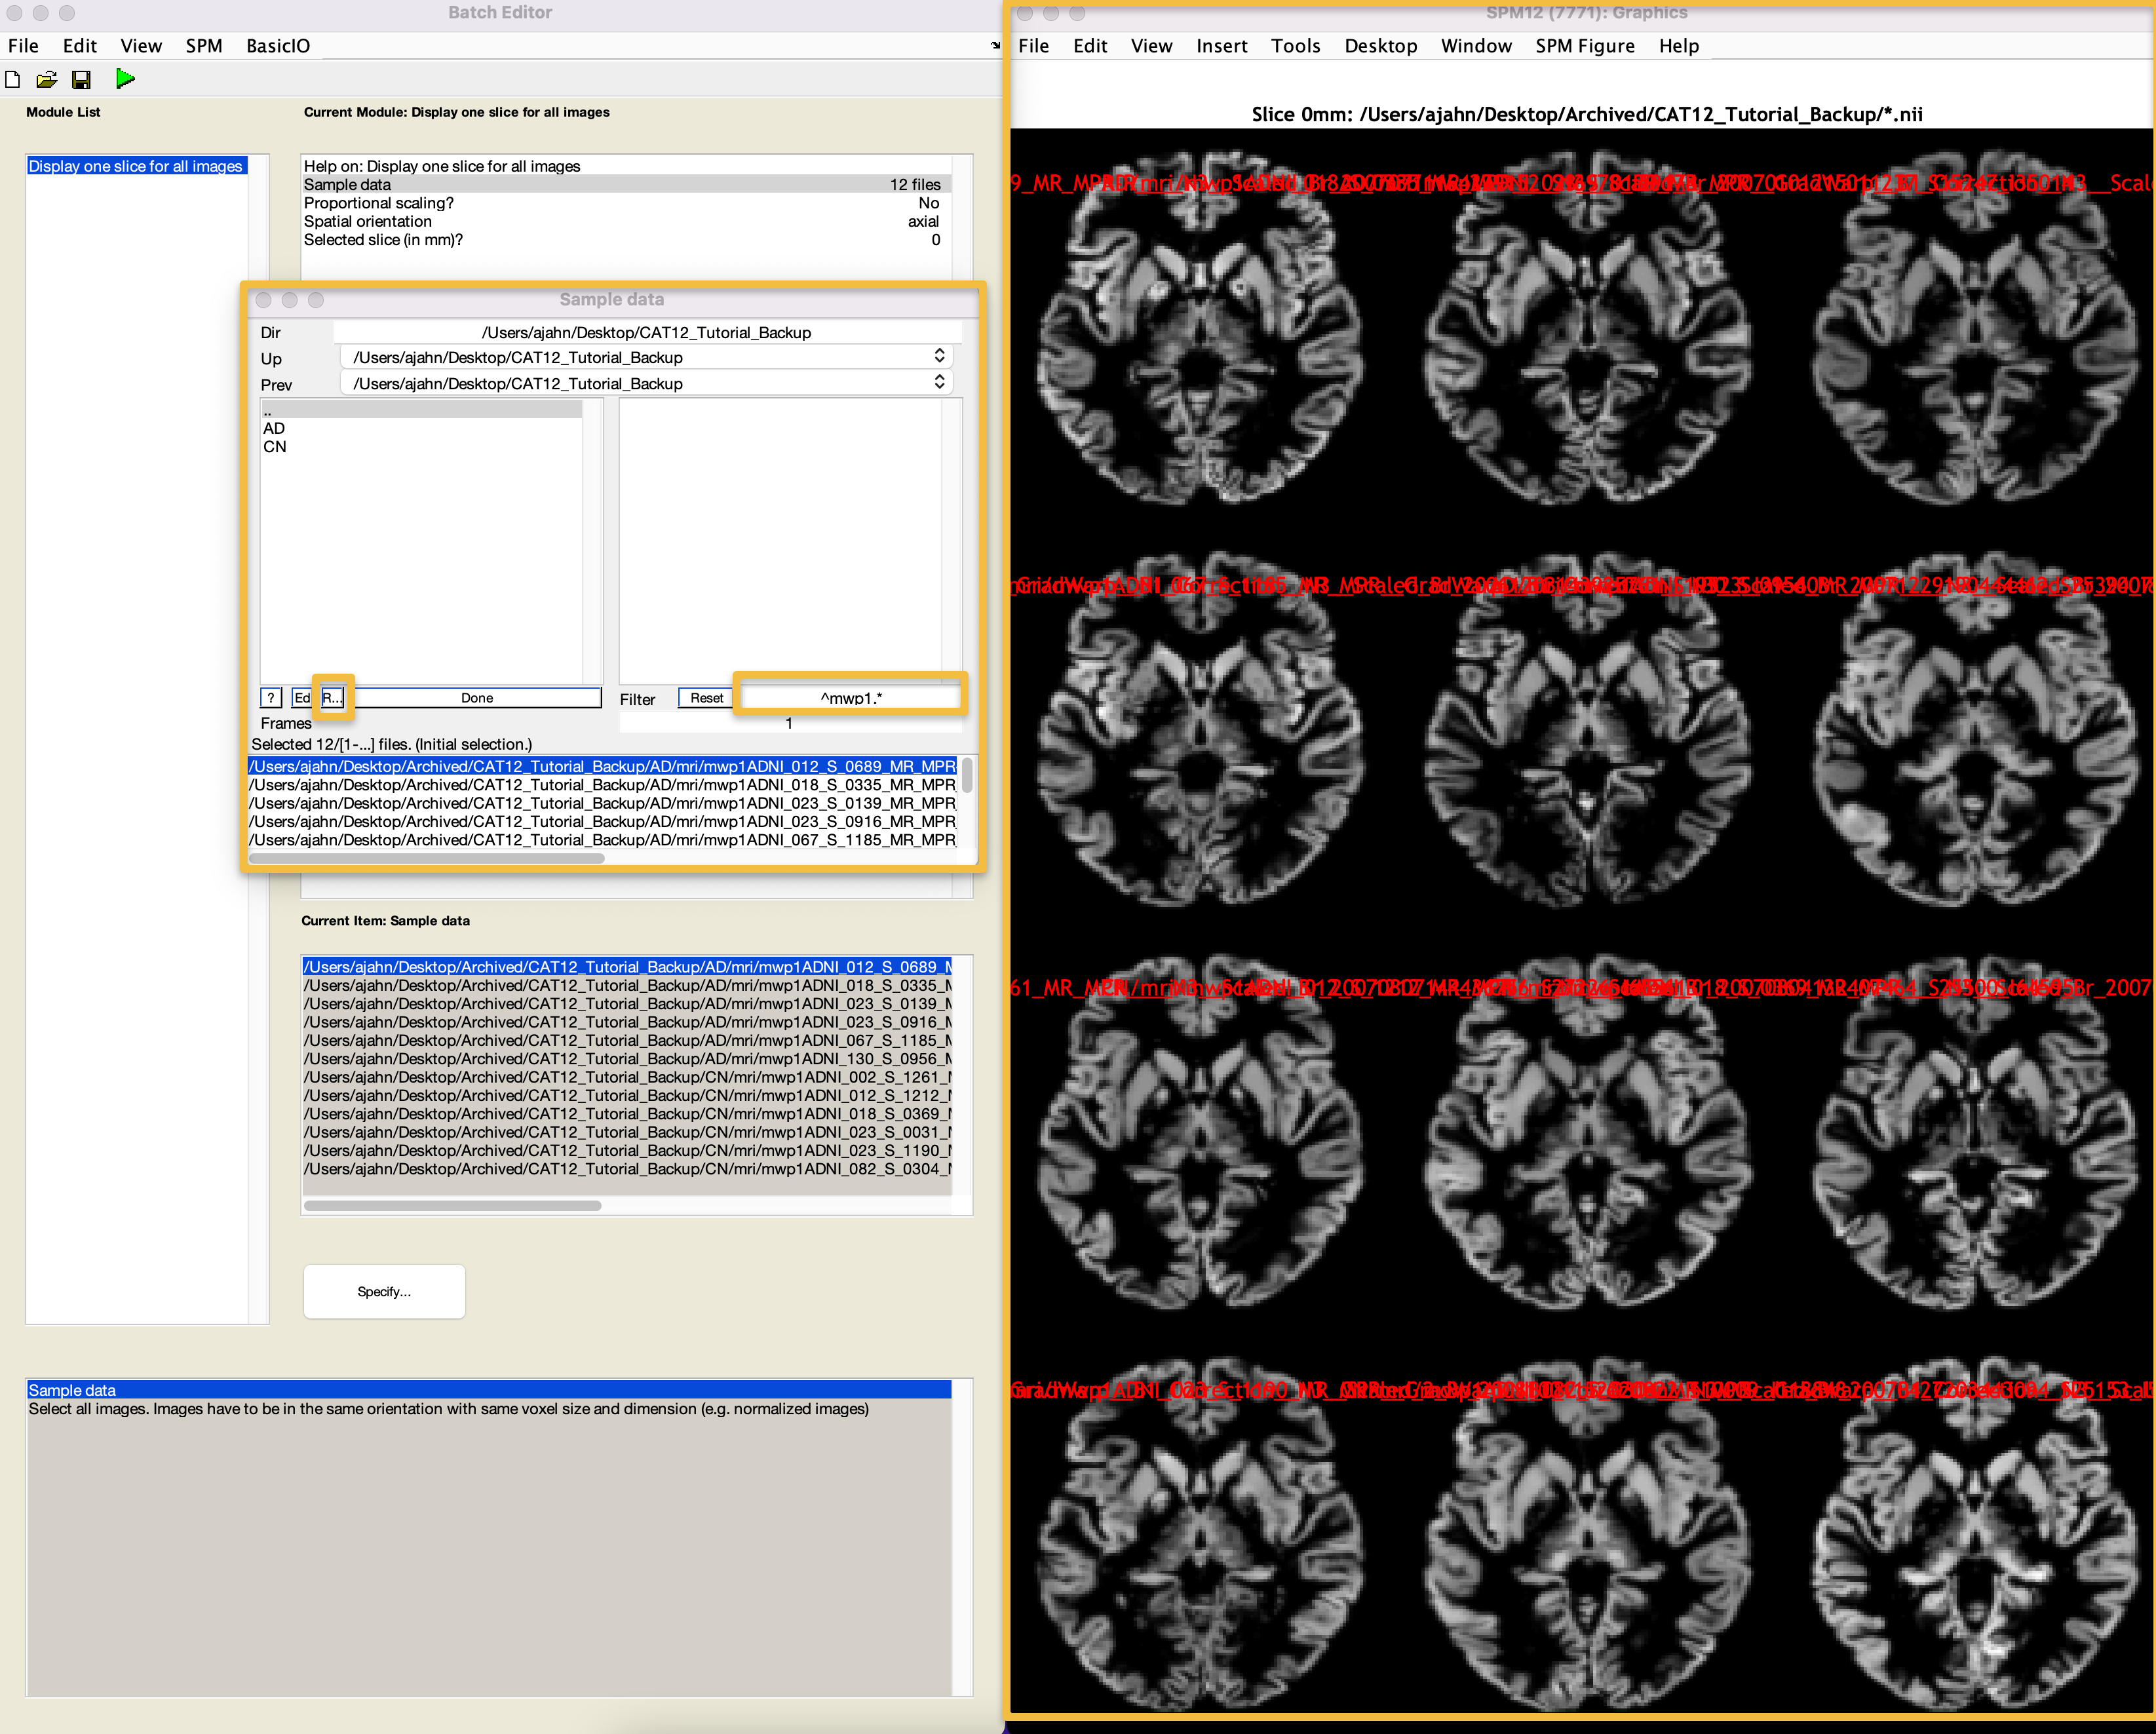 Batch Editor
File Edit View SPM BasicIO
Module List
Display one slice for all images
Current Module: Display one slice for all images
Help on: Display one slice for all images
Sample data 12 files
Proportional scaling? No
Spatial orientation axial
Selected slice (in mm)? 0
Sample data
Dir /Users/ajahn/Desktop/CAT12_Tutorial_Backup
Up /Users/ajahn/Desktop/CAT12_Tutorial_Backup
Prev /Users/ajahn/Desktop/CAT12_Tutorial_Backup
..
AD
CN
? Ed R... Done Filter Reset ^mwp1.*
Frames 1
Selected 12/[1-...] files. (Initial selection.)
/Users/ajahn/Desktop/Archived/CAT12_Tutorial_Backup/AD/mri/mwp1ADNI_012_S_0689_MR_MPR
/Users/ajahn/Desktop/Archived/CAT12_Tutorial_Backup/AD/mri/mwp1ADNI_018_S_0335_MR_MPR_
/Users/ajahn/Desktop/Archived/CAT12_Tutorial_Backup/AD/mri/mwp1ADNI_023_S_0139_MR_MPR_
/Users/ajahn/Desktop/Archived/CAT12_Tutorial_Backup/AD/mri/mwp1ADNI_023_S_0916_MR_MPR_
/Users/ajahn/Desktop/Archived/CAT12_Tutorial_Backup/AD/mri/mwp1ADNI_067_S_1185_MR_MPR_
Current Item: Sample data
/Users/ajahn/Desktop/Archived/CAT12_Tutorial_Backup/AD/mri/mwp1ADNI_012_S_0689_M
/Users/ajahn/Desktop/Archived/CAT12_Tutorial_Backup/AD/mri/mwp1ADNI_018_S_0335_M
/Users/ajahn/Desktop/Archived/CAT12_Tutorial_Backup/AD/mri/mwp1ADNI_023_S_0139_M
/Users/ajahn/Desktop/Archived/CAT12_Tutorial_Backup/AD/mri/mwp1ADNI_023_S_0916_M
/Users/ajahn/Desktop/Archived/CAT12_Tutorial_Backup/AD/mri/mwp1ADNI_067_S_1185_M
/Users/ajahn/Desktop/Archived/CAT12_Tutorial_Backup/AD/mri/mwp1ADNI_130_S_0956_M
/Users/ajahn/Desktop/Archived/CAT12_Tutorial_Backup/CN/mri/mwp1ADNI_002_S_1261_M
/Users/ajahn/Desktop/Archived/CAT12_Tutorial_Backup/CN/mri/mwp1ADNI_012_S_1212_M
/Users/ajahn/Desktop/Archived/CAT12_Tutorial_Backup/CN/mri/mwp1ADNI_018_S_0369_M
/Users/ajahn/Desktop/Archived/CAT12_Tutorial_Backup/CN/mri/mwp1ADNI_023_S_0031_M
/Users/ajahn/Desktop/Archived/CAT12_Tutorial_Backup/CN/mri/mwp1ADNI_023_S_1190_M
/Users/ajahn/Desktop/Archived/CAT12_Tutorial_Backup/CN/mri/mwp1ADNI_082_S_0304_M
Specify...
Sample data
Select all images. Images have to be in the same orientation with same voxel size and dimension (e.g. normalized images)
SPM12 (7771): Graphics
File Edit View Insert Tools Desktop Window SPM Figure Help
Slice 0mm: /Users/ajahn/Desktop/Archived/CAT12_Tutorial_Backup/*.nii